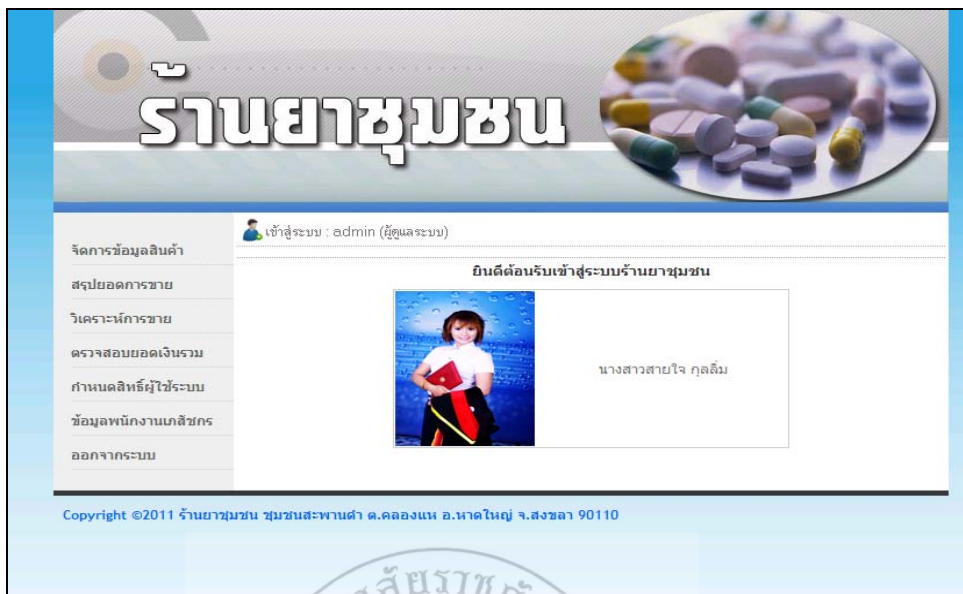 ร้านยาชุมชน
เข้าสู่ระบบ : admin (ผู้ดูแลระบบ)
จัดการข้อมูลสินค้า
สรุปยอดการขาย
วิเคราะห์การขาย
ตรวจสอบยอดเงินรวม
กำหนดสิทธิ์ผู้ใช้ระบบ
ข้อมูลพนักงานเภสัชกร
ออกจากระบบ
ยินดีต้อนรับเข้าสู่ระบบร้านยาชุมชน
นางสาวสายใจ กุลลิ่ม
Copyright ©2011 ร้านยาชุมชน ชุมชนสะพานดำ ต.คลองแห อ.หาดใหญ่ จ.สงขลา 90110